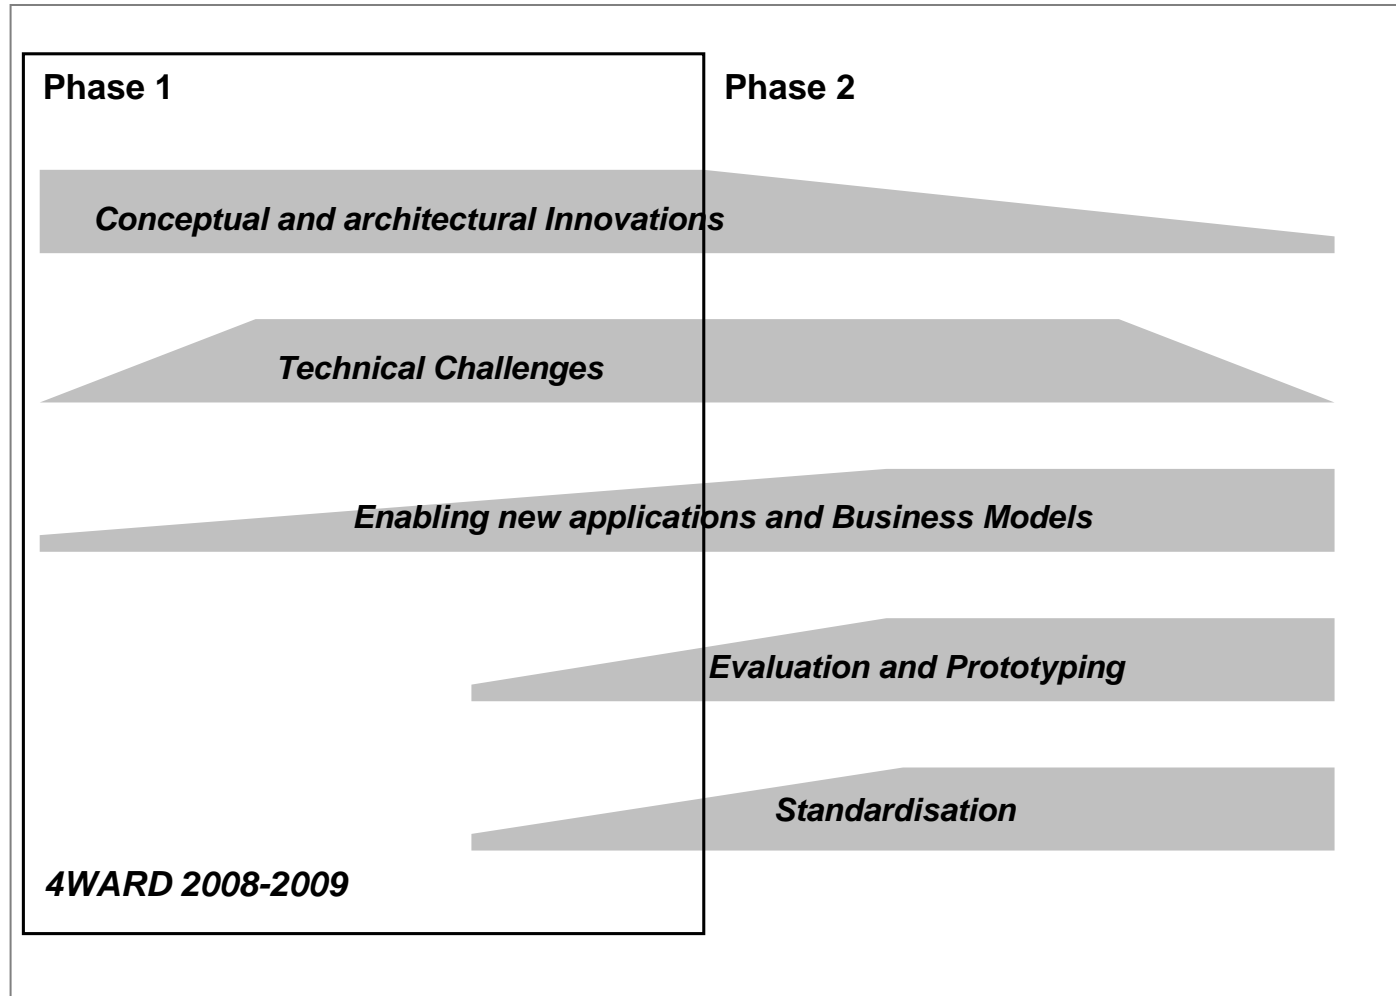 Phase 1
Phase 2
Conceptual and architectural Innovations
Technical Challenges
Enabling new applications and Business Models
Evaluation and Prototyping
Standardisation
4WARD 2008-2009